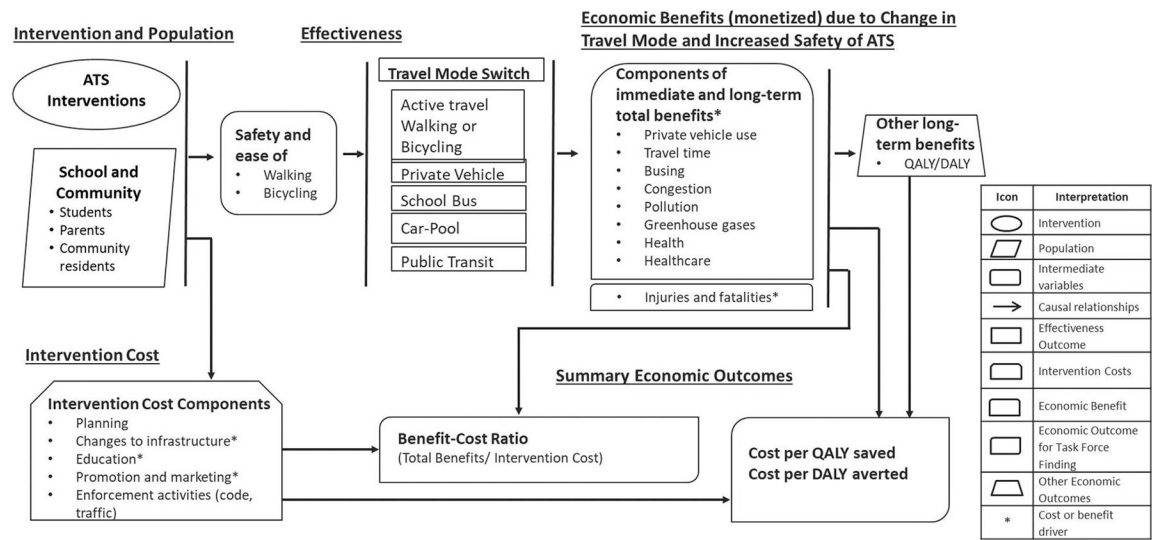 Intervention and Population
Effectiveness
Economic Benefits (monetized) due to Change in
Travel Mode and Increased Safety of ATS
ATS
Interventions
School and
Community
• Students
• Parents
• Community
residents
Safety and
ease of
• Walking
• Bicycling
Travel Mode Switch
Active travel
Walking or
Bicycling
Private Vehicle
School Bus
Car-Pool
Public Transit
Components of
immediate and long-term
total benefits*
• Private vehicle use
• Travel time
• Busing
• Congestion
• Pollution
• Greenhouse gases
• Health
• Healthcare
• Injuries and fatalities*
Other long-
term benefits
• QALY/DALY
Icon Interpretation
Intervention
Population
Intermediate
variables
Causal relationships
Effectiveness
Outcome
Intervention Costs
Economic Benefit
Economic Outcome
for Task Force
Finding
Other Economic
Outcomes
* Cost or benefit
driver
Intervention Cost
Intervention Cost Components
• Planning
• Changes to infrastructure*
• Education*
• Promotion and marketing*
• Enforcement activities (code,
traffic)
Summary Economic Outcomes
Benefit-Cost Ratio
(Total Benefits/ Intervention Cost)
Cost per QALY saved
Cost per DALY averted